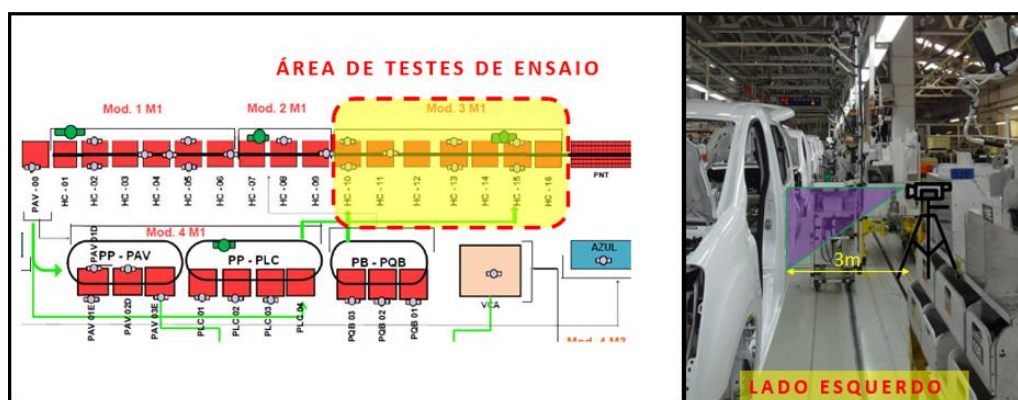 ÁREA DE TESTES DE ENSAIO
Mod. 1 M1
Mod. 2 M1
Mod. 3 M1
PAV - 00
HC - 01
HC - 02
HC - 03
HC - 04
HC - 05
HC - 06
HC - 07
HC - 08
HC - 09
HC - 10
HC - 11
HC - 12
HC - 13
HC - 14
HC - 15
HC - 16
PNT
Mod. 4 M1
PP - PAV
PAV 01D
PP - PLC
PB - PQB
VCA
AZUL
PAV 01E
PAV 02D
PAV 03E
PLC 01
PLC 02
PLC 03
PLC 04
PQB 03
PQB 02
PQB 01
3m
LADO ESQUERDO